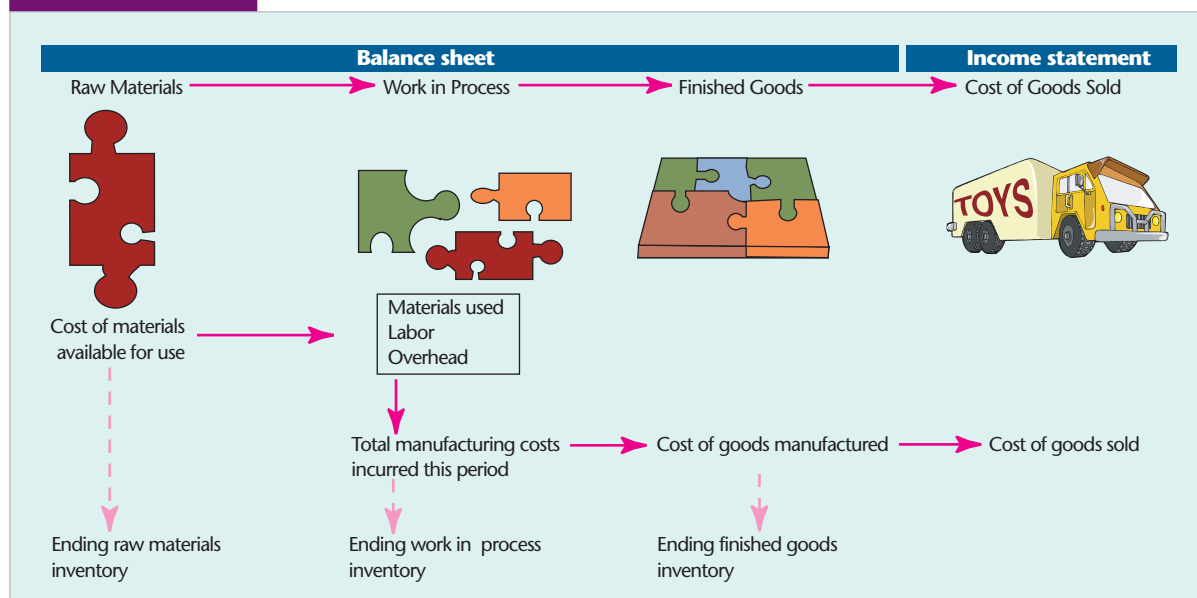 Balance sheet
Income statement
Raw Materials
Work in Process
Finished Goods
Cost of Goods Sold
TOYS
Cost of materials
available for use
Materials used
Labor
Overhead
Total manufacturing costs
incurred this period
Cost of goods manufactured
Cost of goods sold
Ending raw materials
inventory
Ending work in process
inventory
Ending finished goods
inventory